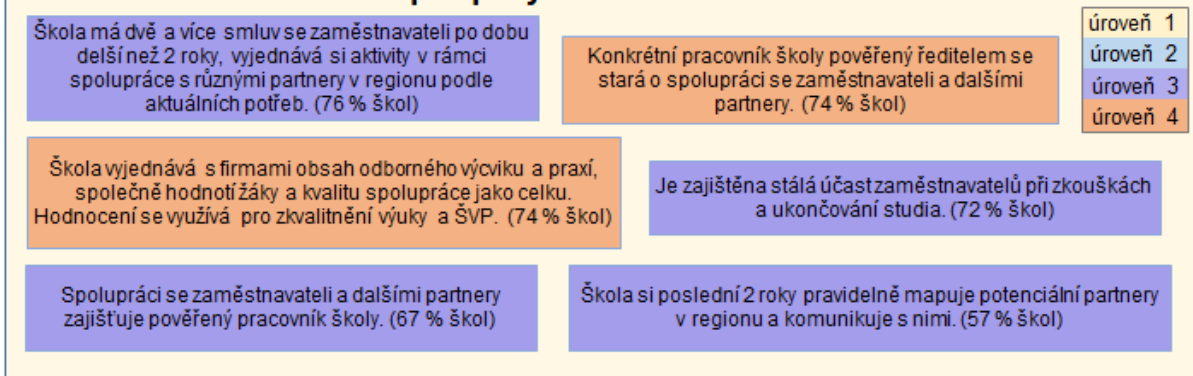 Škola má dvě a více smluv se zaměstnavateli po dobu
delší než 2 roky, vyjednává si aktivity v rámci
spolupráce s různými partnery v regionu podle
aktuálních potřeb. (76 % škol)
Konkrétní pracovník školy pověřený ředitelem se
stará o spolupráci se zaměstnavateli a dalšími
partnery. (74 % škol)
úroveň 1
úroveň 2
úroveň 3
úroveň 4
Škola vyjednává s firmami obsah odborného výcviku a praxí,
společně hodnotí žáky a kvalitu spolupráce jako celku.
Hodnocení se využívá pro zkvalitnění výuky a ŠVP. (74 % škol)
Je zajištěna stálá účast zaměstnavatelů při zkouškách
a ukončování studia. (72 % škol)
Spolupráci se zaměstnavateli a dalšími partnery
zajišťuje pověřený pracovník školy. (67 % škol)
Škola si poslední 2 roky pravidelně mapuje potenciální partnery
v regionu a komunikuje s nimi. (57 % škol)